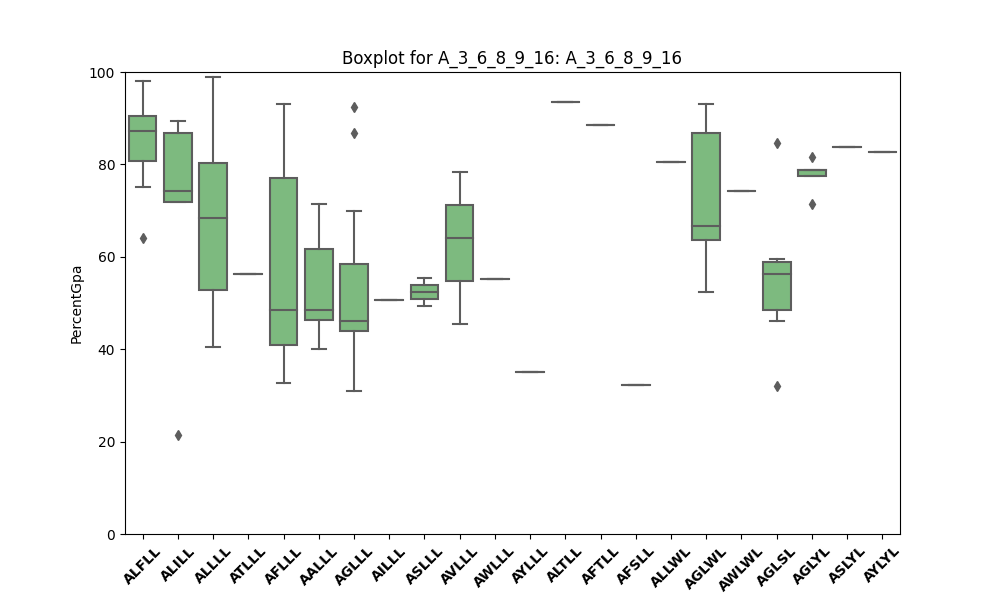 Boxplot for A_3_6_8_9_16: A_3_6_8_9_16
100
80
60
40
20
0
PercentGpa
ALFLL
ALILL
ALLLL
ATLLL
AFLLL
AALLL
AGLLL
AILLL
ASLLL
AVLLL
AWLLL
AYLLL
ALTLL
AFTLL
AFSLL
ALLWL
AGLWL
AWLWL
AGLSL
AGLYL
ASLYL
AYLYL